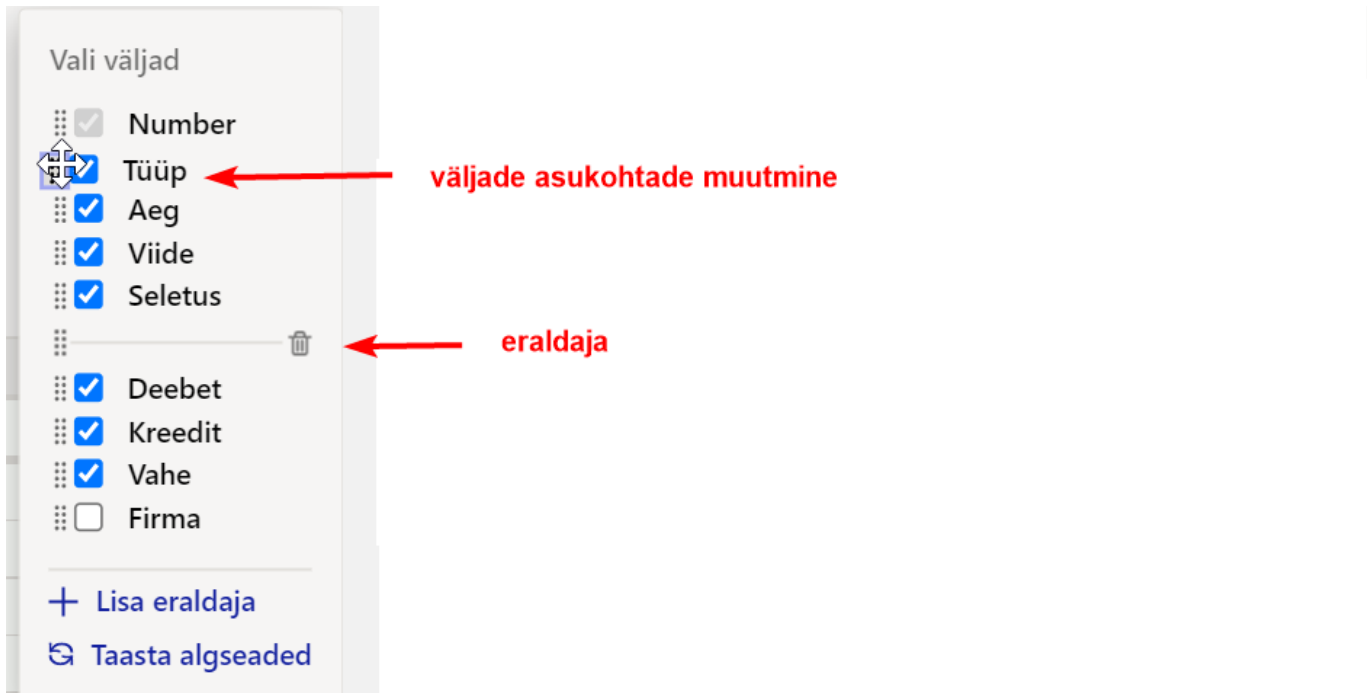 Vali väljad
Number
Tüüp
väljade asukohtade muutmine
Aeg
Viide
Seletus
eraldaja
Deebet
Kreedit
Vahe
Firma
Lisa eraldaja
Taasta algseaded